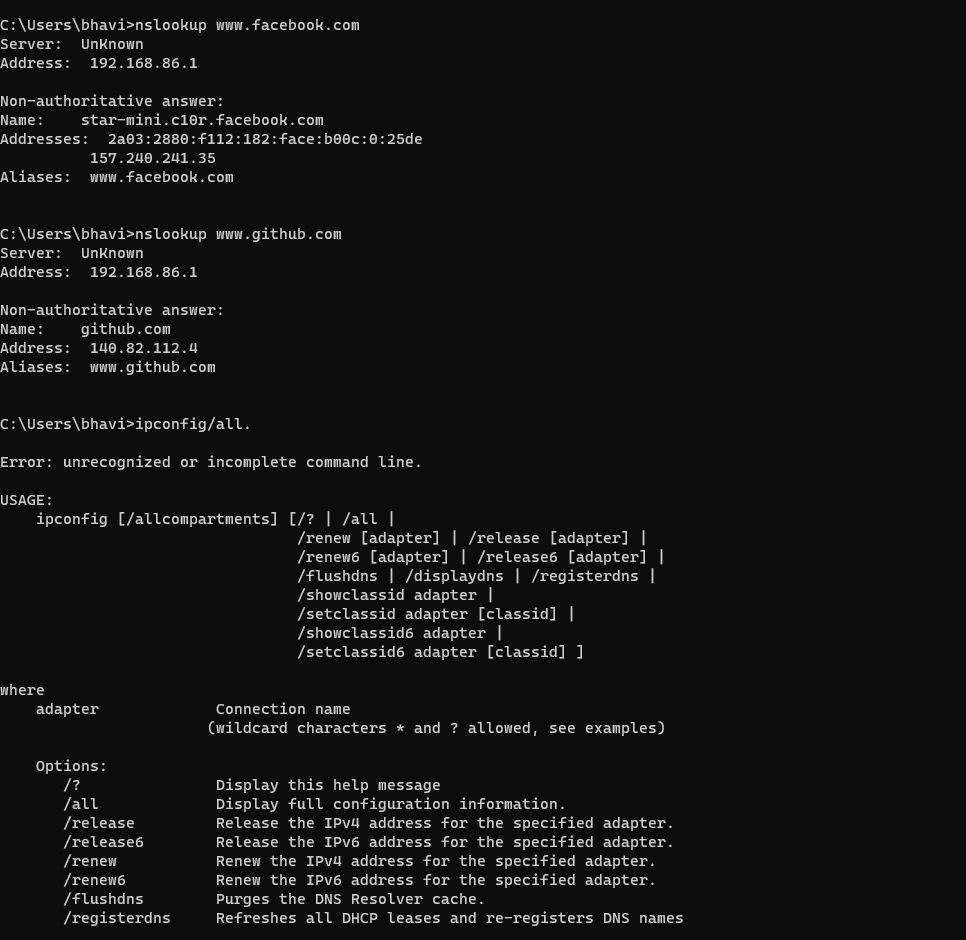 C:\Users\bhavi>nslookup www.facebook.com
Server:  UnKnown
Address:  192.168.86.1

Non-authoritative answer:
Name:    star-mini.c10r.facebook.com
Addresses:  2a03:2880:f112:182:face:b00c:0:25de
          157.240.241.35
Aliases:  www.facebook.com


C:\Users\bhavi>nslookup www.github.com
Server:  UnKnown
Address:  192.168.86.1

Non-authoritative answer:
Name:    github.com
Address:  140.82.112.4
Aliases:  www.github.com


C:\Users\bhavi>ipconfig/all.

Error: unrecognized or incomplete command line.

USAGE:
    ipconfig [/allcompartments] [/? | /all |
                                 /renew [adapter] | /release [adapter] |
                                 /renew6 [adapter] | /release6 [adapter] |
                                 /flushdns | /displaydns | /registerdns |
                                 /showclassid adapter |
                                 /setclassid adapter [classid] |
                                 /showclassid6 adapter |
                                 /setclassid6 adapter [classid] ]

where
    adapter             Connection name
                       (wildcard characters * and ? allowed, see examples)

    Options:
       /?               Display this help message
       /all             Display full configuration information.
       /release         Release the IPv4 address for the specified adapter.
       /release6        Release the IPv6 address for the specified adapter.
       /renew           Renew the IPv4 address for the specified adapter.
       /renew6          Renew the IPv6 address for the specified adapter.
       /flushdns        Purges the DNS Resolver cache.
       /registerdns     Refreshes all DHCP leases and re-registers DNS names